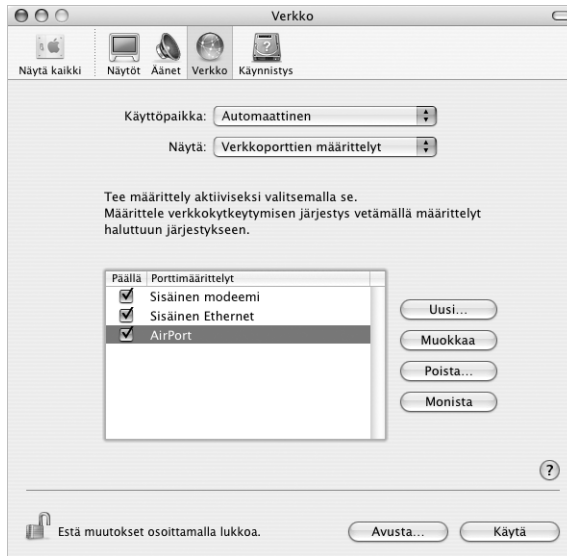 Verkko
Näytä kaikki Näytöt Äänet Verkko Käynnistys
Käyttöpaikka: Automaattinen
Näytä: Verkkoporttien määrittelyt
Tee määrittely aktiiviseksi valitsemalla se.
Määrittele verkkokytkeytymisen järjestys vetämällä määrittelyt
haluttuun järjestykseen.
Päällä Porttimäärittelyt
Sisäinen modeemi
Sisäinen Ethernet
AirPort
Uusi...
Muokkaa
Poista...
Monista
?
Estä muutokset osoittamalla lukkoa.
Avusta... Käytä